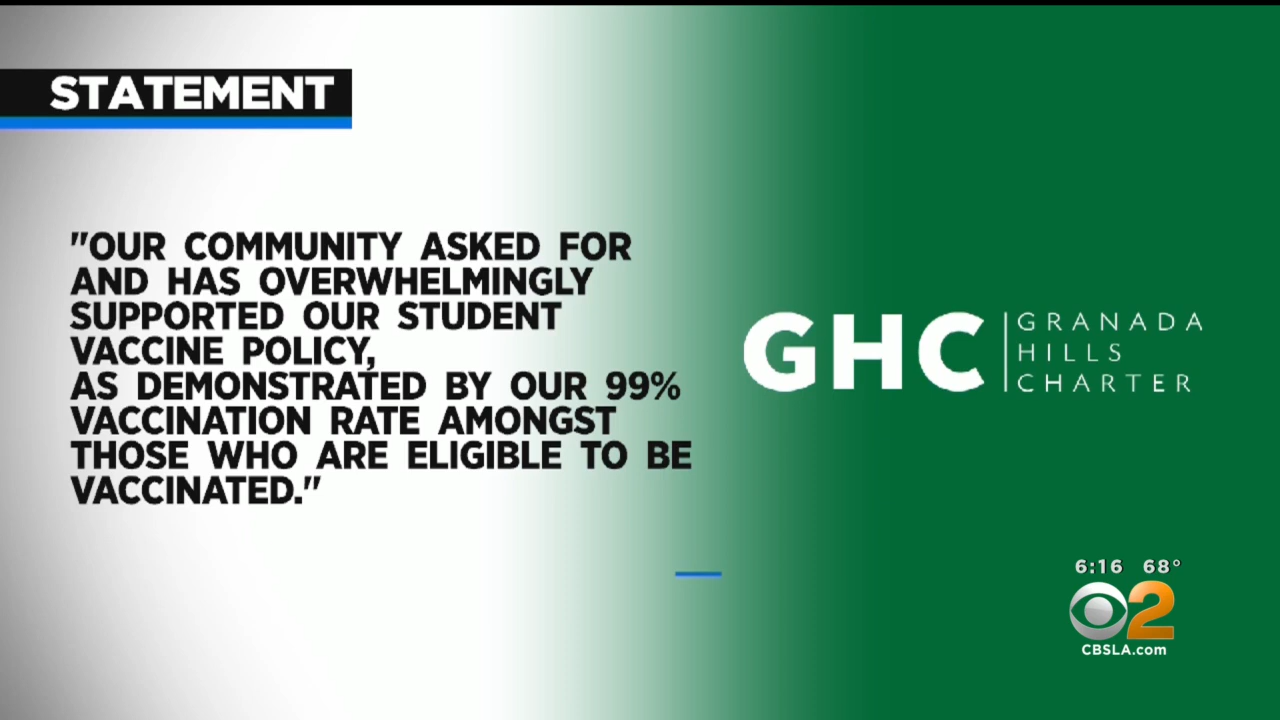 STATEMENT
"OUR COMMUNITY ASKED FOR
AND HAS OVERWHELMINGLY
SUPPORTED OUR STUDENT
VACCINE POLICY,
AS DEMONSTRATED BY OUR 99%
VACCINATION RATE AMONGST
THOSE WHO ARE ELIGIBLE TO BE
VACCINATED."
GHC
GRANADA
HILLS
CHARTER
6:16 68°
2
CBSLA.com